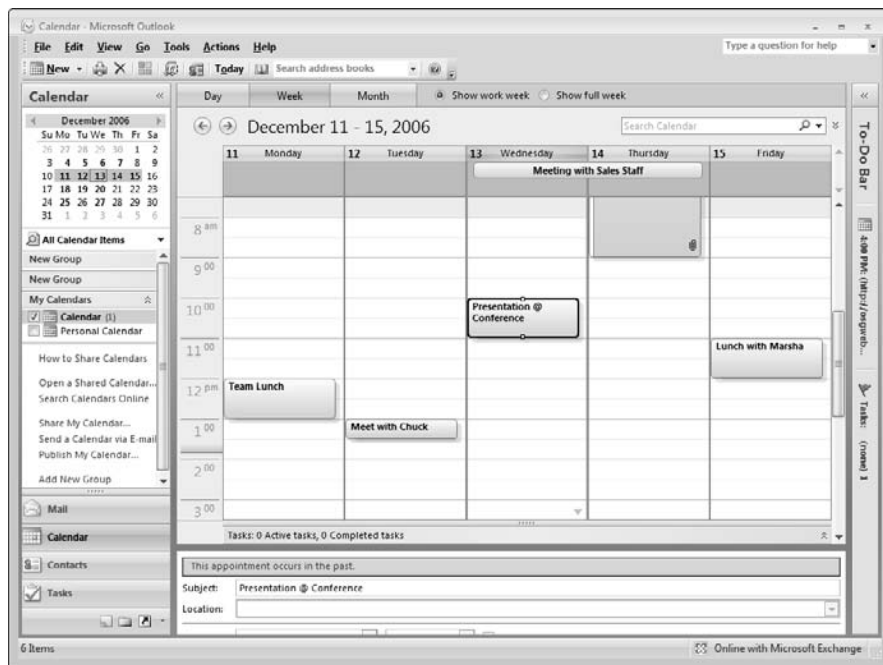 Calendar - Microsoft Outlook
File Edit View Go Tools Actions Help
Type a question for help
New Today Search address books
Calendar «
Day Week Month Show work week Show full week
«
December 2006
Su Mo Tu We Th Fr Sa
26 27 28 29 30 1 2
3 4 5 6 7 8 9
10 11 12 13 14 15 16
17 18 19 20 21 22 23
24 25 26 27 28 29 30
31 1 2 3 4 5 6
All Calendar Items
New Group
New Group
My Calendars
Calendar (1)
Personal Calendar
How to Share Calendars
Open a Shared Calendar...
Search Calendars Online
Share My Calendar...
Send a Calendar via E-mail
Publish My Calendar...
Add New Group
Mail
Calendar
Contacts
Tasks
December 11 - 15, 2006
Search Calendar
11 Monday 12 Tuesday 13 Wednesday 14 Thursday 15 Friday
Meeting with Sales Staff
8 am
9 00
10 00
Presentation @
Conference
11 00
Lunch with Marsha
12 pm
Team Lunch
1 00
Meet with Chuck
2 00
3 00
Tasks: 0 Active tasks, 0 Completed tasks
This appointment occurs in the past.
Subject: Presentation @ Conference
Location:
To-Do Bar
4:00 PM: (http://osgweb...
Tasks: (none) 1
6 Items
Online with Microsoft Exchange